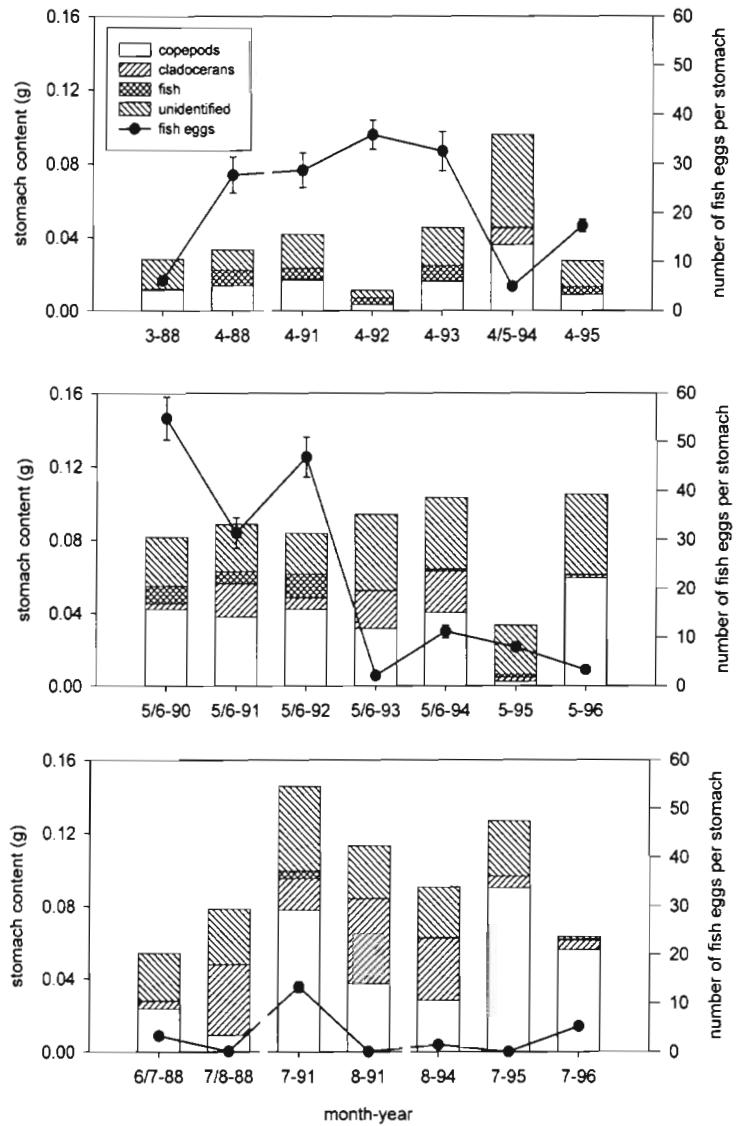 0.16
0.12
0.08
0.04
0.00
stomach content (g)
copepods
cladocerans
fish
unidentified
fish eggs
60
50
40
30
20
10
0
number of fish eggs per stomach
3-88 4-88 4-91 4-92 4-93 4/5-94 4-95
0.16
0.12
0.08
0.04
0.00
stomach content (g)
60
50
40
30
20
10
0
number of fish eggs per stomach
5/6-90 5/6-91 5/6-92 5/6-93 5/6-94 5-95 5-96
0.16
0.12
0.08
0.04
0.00
stomach content (g)
60
50
40
30
20
10
0
number of fish eggs per stomach
6/7-88 7/8-88 7-91 8-91 8-94 7-95 7-96
month-year